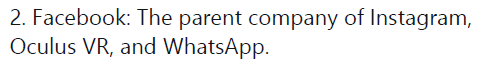 2. Facebook: The parent company of Instagram,
Oculus VR, and WhatsApp.